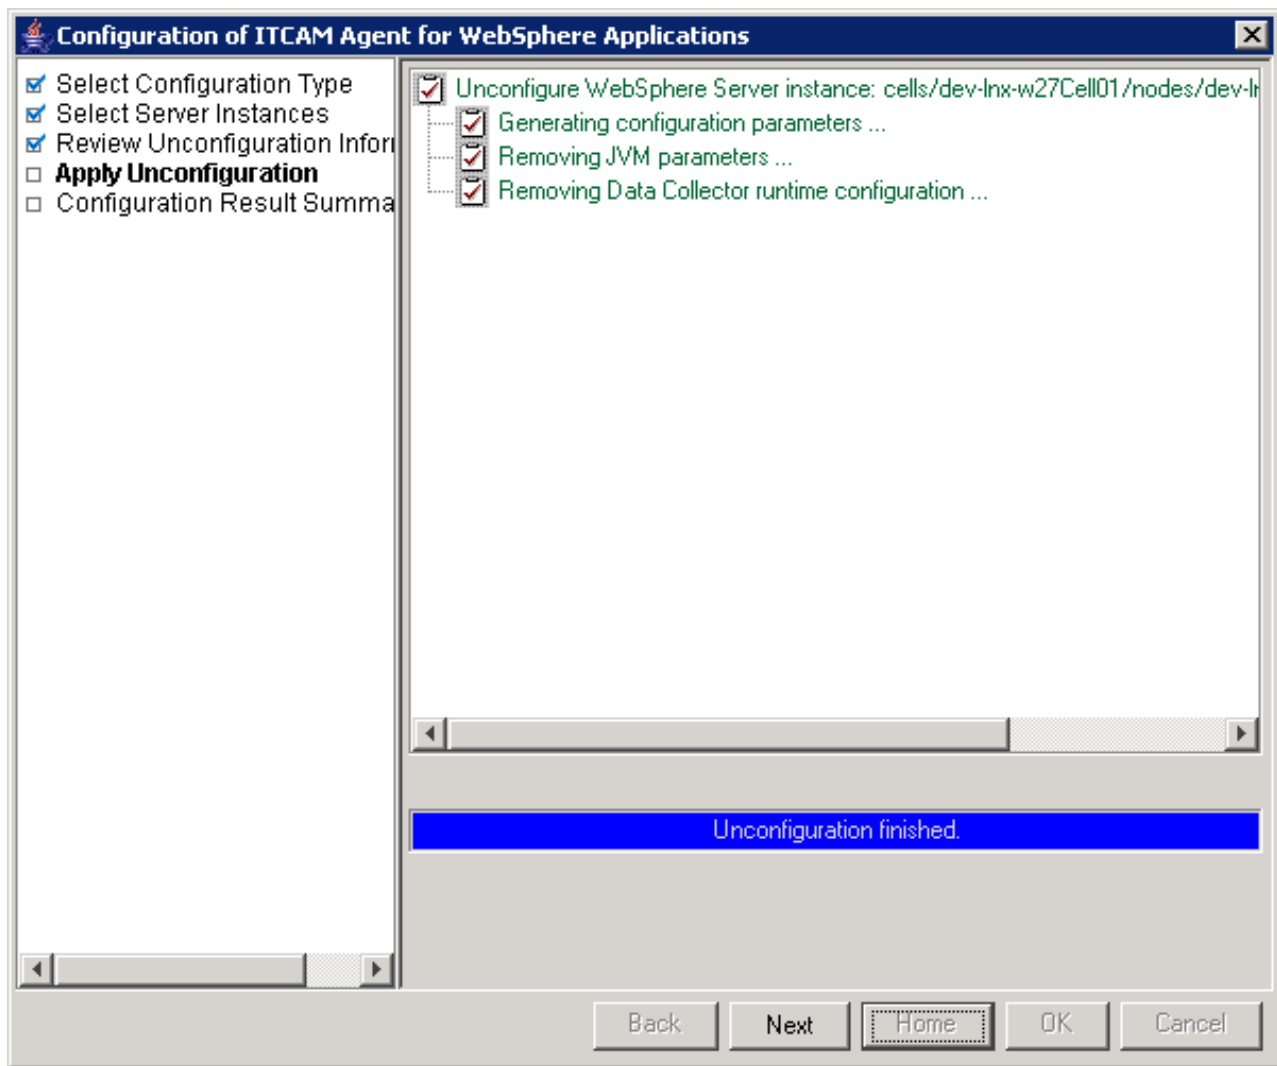 Configuration of ITCAM Agent for WebSphere Applications
Select Configuration Type
Select Server Instances
Review Unconfiguration Infor
Apply Unconfiguration
Configuration Result Summa
Unconfigure WebSphere Server instance: cells/dev-lnx-w27Cell01/nodes/dev-l
Generating configuration parameters ...
Removing JVM parameters ...
Removing Data Collector runtime configuration ...
Unconfiguration finished.
Back
Next
Home
OK
Cancel